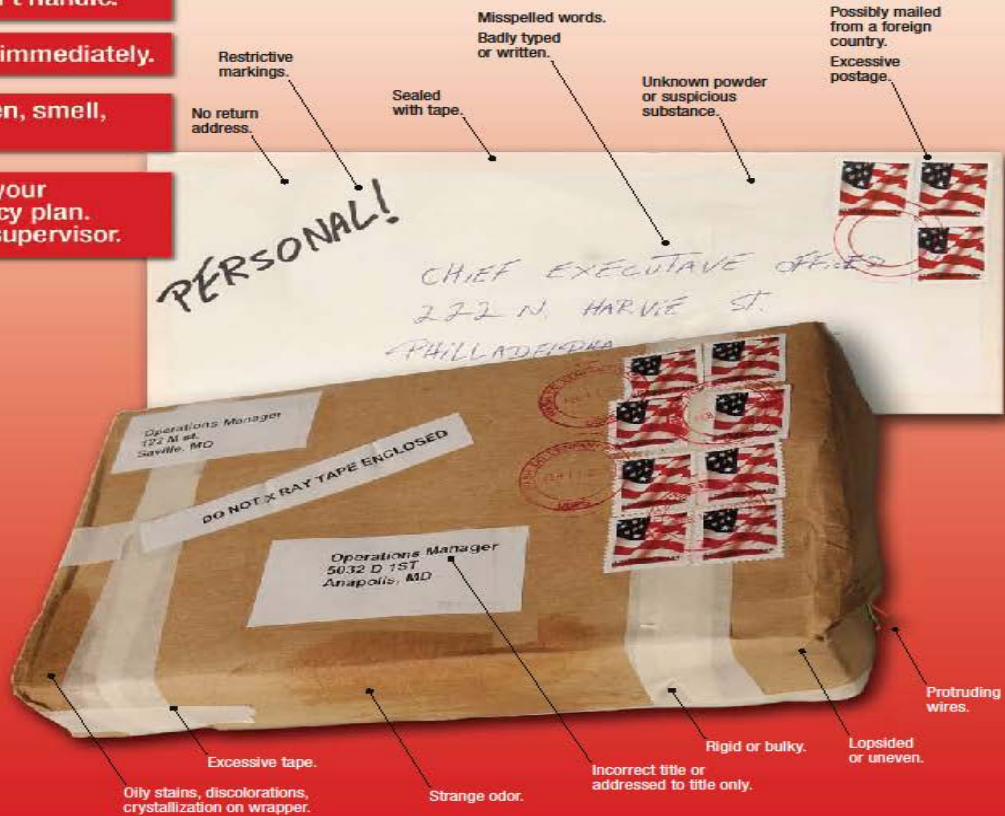 t handle.
immediately.
en, smell,
your
cy plan.
supervisor.
Restrictive
markings.
No return
address.
Sealed
with tape.
Misspelled words.
Badly typed
or written.
Unknown powder
or suspicious
substance.
Possibly mailed
from a foreign
country.
Excessive
postage.
PERSONAL!
CHIEF EXECUTAVE OFFICER
222 N. HARVIE ST.
PHILLADELPHA
Operations Manager
122 M st.
Saville, MD
DO NOT X RAY TAPE ENCLOSED
Operations Manager
5032 D 1ST
Anapolis, MD
Protruding
wires.
Lopsided
or uneven.
Rigid or bulky.
Incorrect title or
addressed to title only.
Strange odor.
Excessive tape.
Oily stains, discolorations,
crystallization on wrapper.